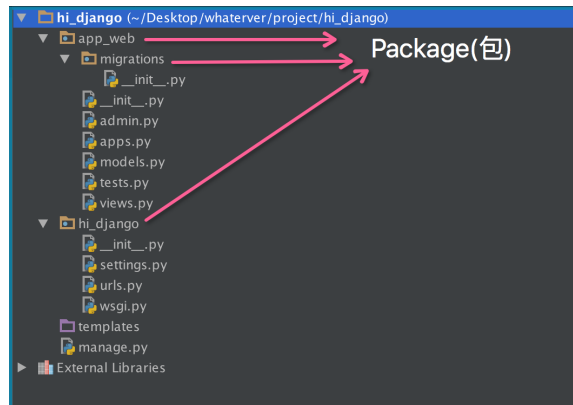 hi_django (~/Desktop/whaterver/project/hi_django)
app_web
Package(包)
migrations
__init__.py
__init__.py
admin.py
apps.py
models.py
tests.py
views.py
hi_django
__init__.py
settings.py
urls.py
wsgi.py
templates
manage.py
External Libraries